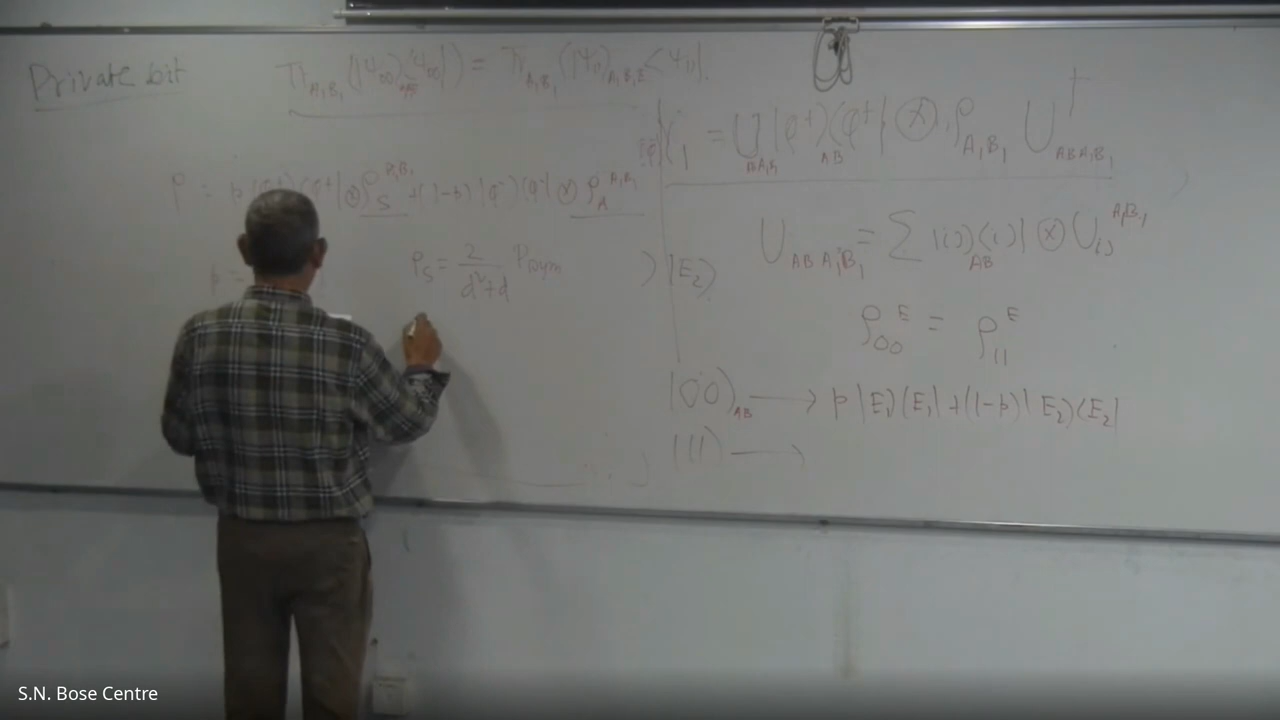 Private bit
Tr_{A_1B_1}(|Ψ_{00}⟩⟨Ψ_{00}|) = Tr_{A_1B_1}(|Ψ_{11}⟩_{A_1B_1E}⟨Ψ_{11}|).
γ_1 = U_{ABA_1B_1} |φ^+⟩_{AB}⟨φ^+| ⊗ ρ_{A_1B_1} U^†_{ABA_1B_1}
ρ = p |φ^+⟩⟨φ^+| ⊗ ρ_S^{A_1B_1} + (1-p) |φ^-⟩⟨φ^-| ⊗ ρ_A^{A_1B_1}
U_{ABA_1B_1} = Σ |ij⟩_{AB}⟨ij| ⊗ U_{ij}^{A_1B_1}
p =
ρ_S = 2/(d^2+d) P_{sym}
⟩|E_2⟩
ρ_{00}^E = ρ_{11}^E
|00⟩_{AB} → p |E_1⟩⟨E_1| + (1-p) |E_2⟩⟨E_2|
|11⟩ →
S.N. Bose Centre